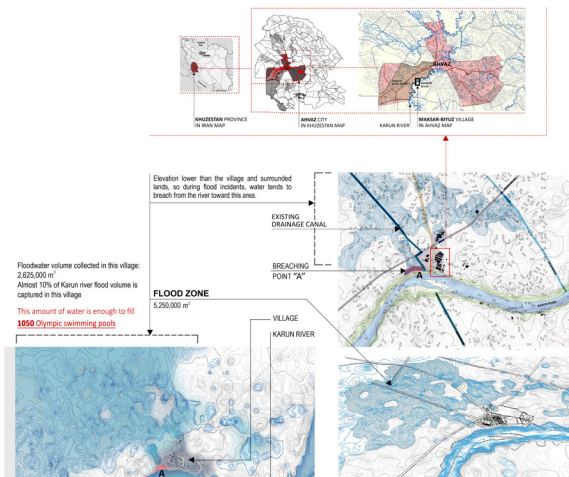 AHVAZ
KHUZESTAN PROVINCE
IN IRAN MAP
AHVAZ CITY
IN KHUZESTAN MAP
KARUN RIVER
MAKSAR-BIYUZ VILLAGE
IN AHVAZ MAP
Elevation lower than the village and surrounded
lands, so during flood incidents, water tends to
breach from the river toward this area.
EXISTING
DRAINAGE CANAL
BREACHING
POINT "A"
A
KARUN RIVER
Floodwater volume collected in this village:
2,625,000 m²
Almost 10% of Karun river flood volume is
captured in this village
This amount of water is enough to fill
1050 Olympic swimming pools
FLOOD ZONE
5,250,000 m²
VILLAGE
KARUN RIVER
A